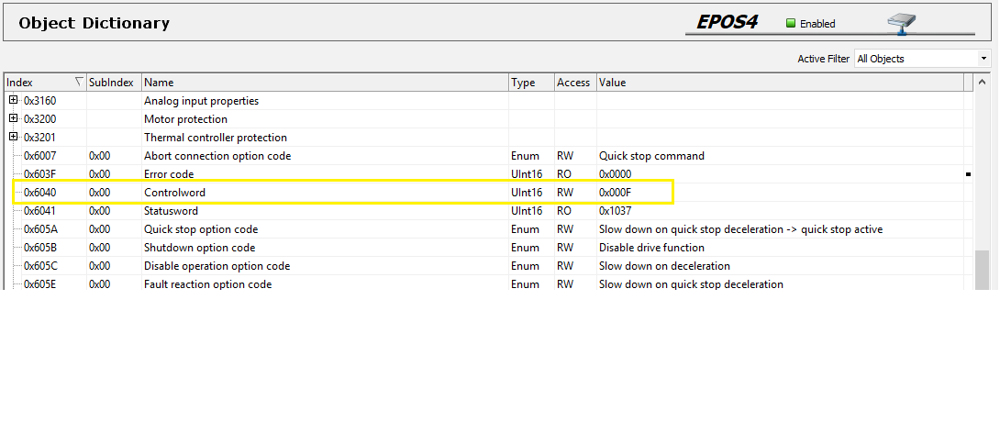 Object Dictionary EPOS4 Enabled
Active Filter All Objects
Index SubIndex Name Type Access Value
0x3160 Analog input properties
0x3200 Motor protection
0x3201 Thermal controller protection
0x6007 0x00 Abort connection option code Enum RW Quick stop command
0x603F 0x00 Error code UInt16 RO 0x0000
0x6040 0x00 Controlword UInt16 RW 0x000F
0x6041 0x00 Statusword UInt16 RO 0x1037
0x605A 0x00 Quick stop option code Enum RW Slow down on quick stop deceleration -> quick stop active
0x605B 0x00 Shutdown option code Enum RW Disable drive function
0x605C 0x00 Disable operation option code Enum RW Slow down on deceleration
0x605E 0x00 Fault reaction option code Enum RW Slow down on quick stop deceleration